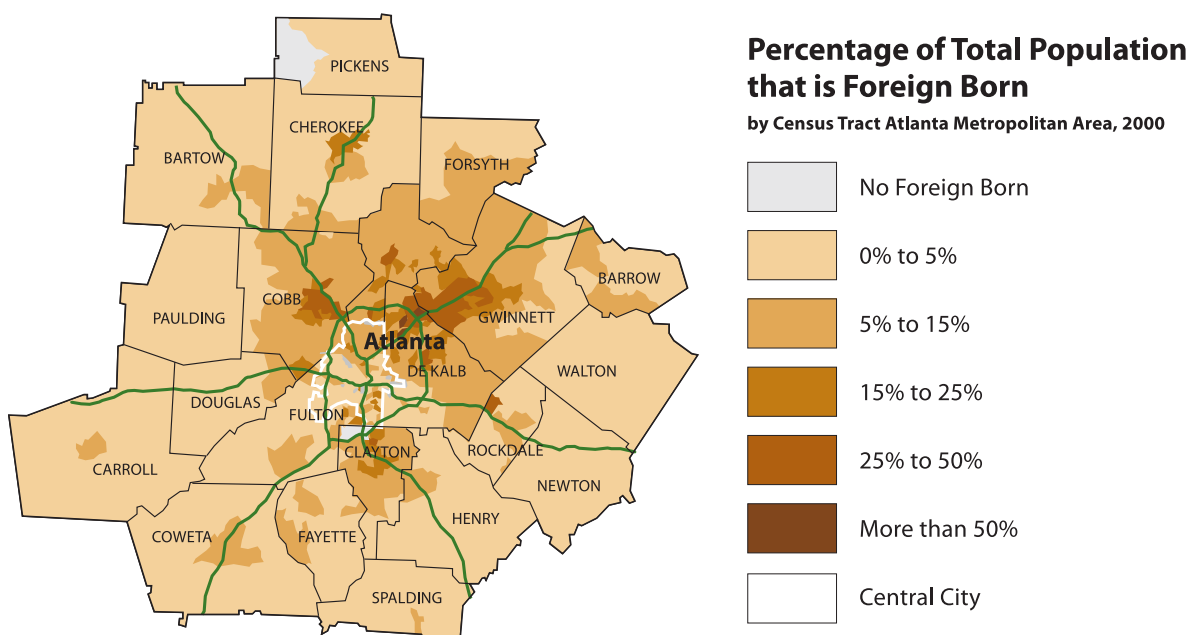 Percentage of Total Population
that is Foreign Born
by Census Tract Atlanta Metropolitan Area, 2000
No Foreign Born
0% to 5%
5% to 15%
15% to 25%
25% to 50%
More than 50%
Central City
PICKENS
CHEROKEE
BARTOW
FORSYTH
BARROW
COBB
PAULDING
GWINNETT
Atlanta
DE KALB
WALTON
DOUGLAS
FULTON
CLAYTON
ROCKDALE
CARROLL
NEWTON
HENRY
COWETA
FAYETTE
SPALDING